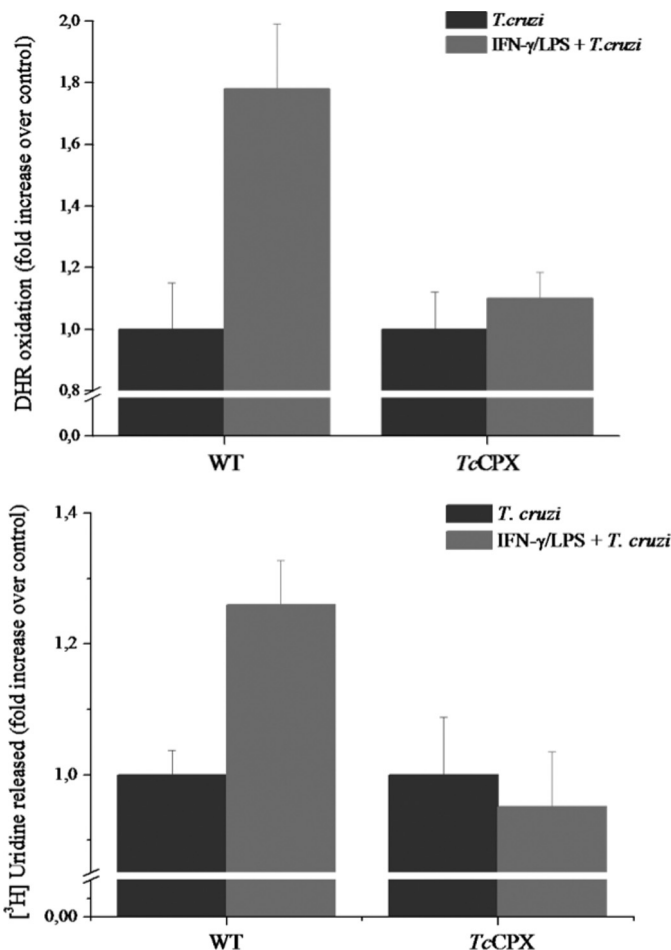 2,0
T.cruzi
IFN-γ/LPS + T.cruzi
1,8
1,6
1,4
1,2
1,0
0,8
0,0
DHR oxidation (fold increase over control)
WT
TcCPX
1,4
T. cruzi
IFN-γ/LPS + T. cruzi
1,2
1,0
0,00
[³H] Uridine released (fold increase over control)
WT
TcCPX